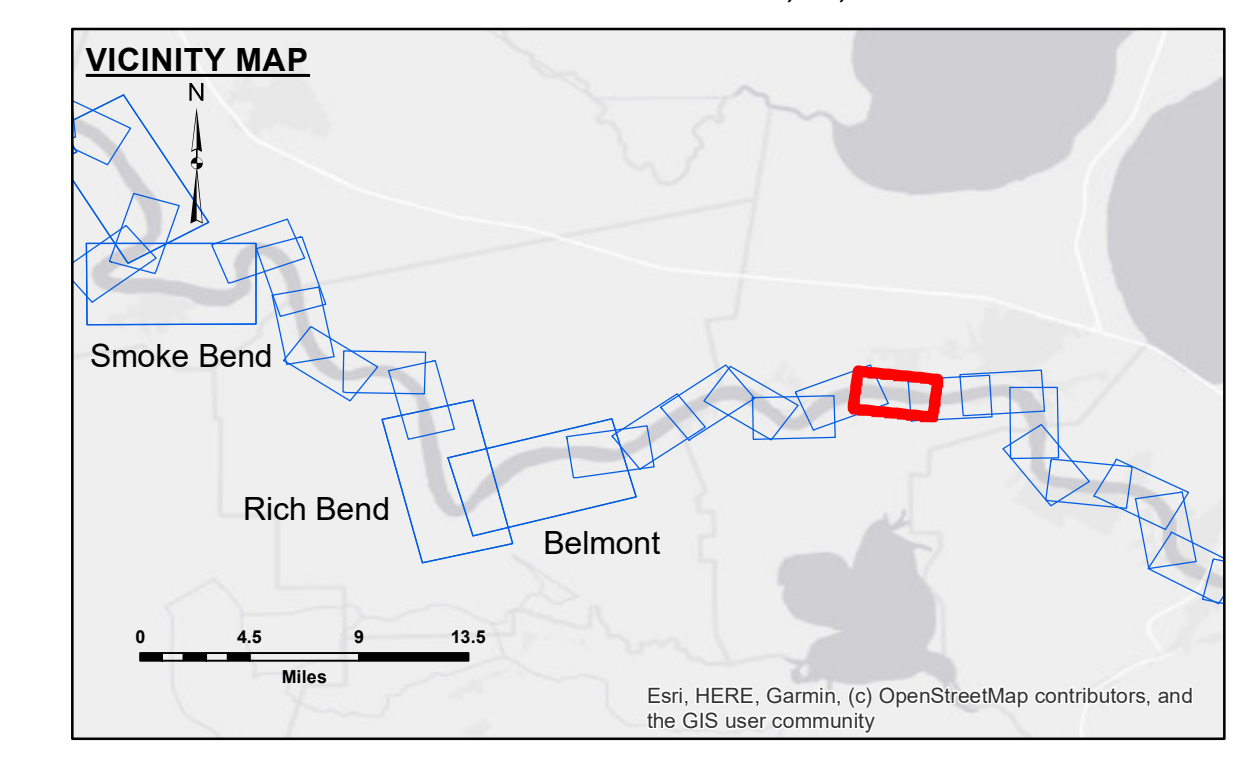 VICINITY MAP
N
Smoke Bend
Rich Bend
Belmont
0 4.5 9 13.5
Miles
Esri, HERE, Garmin, (c) OpenStreetMap contributors, and
the GIS user community